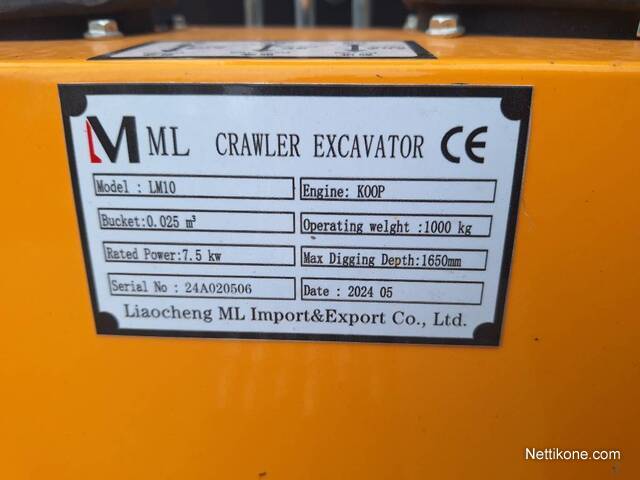 M ML CRAWLER EXCAVATOR CE
Model : LM10
Engine: KOOP
Bucket:0.025 m³
Operating welght :1000 kg
Rated Power:7.5 kw
Max Digging Depth:1650mm
Serial No : 24A020506
Date : 2024 05
Liaocheng ML Import&Export Co., Ltd.
Nettikone.com